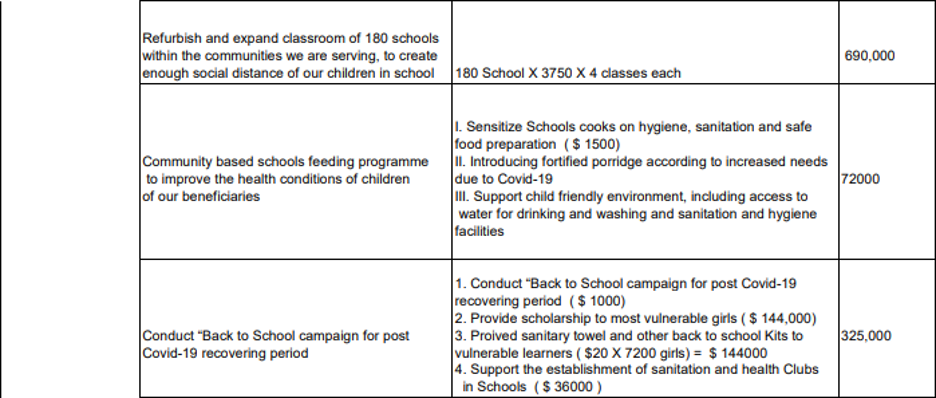 Refurbish and expand classroom of 180 schools
within the communities we are serving, to create
enough social distance of our children in school
180 School X 3750 X 4 classes each
690,000
Community based schools feeding programme
to improve the health conditions of children
of our beneficiaries
I. Sensitize Schools cooks on hygiene, sanitation and safe
food preparation ( $ 1500)
II. Introducing fortified porridge according to increased needs
due to Covid-19
III. Support child friendly environment, including access to
water for drinking and washing and sanitation and hygiene
facilities
72000
Conduct “Back to School campaign for post
Covid-19 recovering period
1. Conduct “Back to School campaign for post Covid-19
recovering period ( $ 1000)
2. Provide scholarship to most vulnerable girls ( $ 144,000)
3. Proived sanitary towel and other back to school Kits to
vulnerable learners ( $20 X 7200 girls) = $ 144000
4. Support the establishment of sanitation and health Clubs
in Schools ( $ 36000 )
325,000